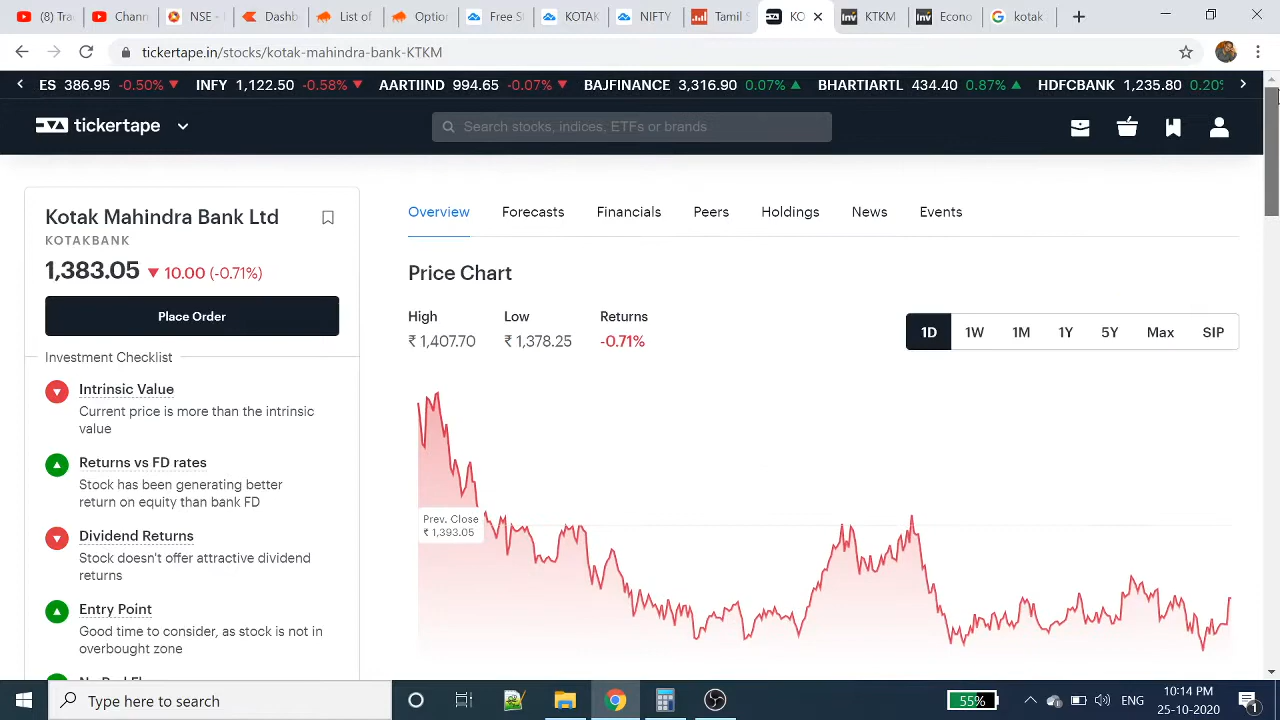 Chann
NSE -
Dashb
List of
Option
Free S
KOTAK
NIFTY
Tamil S
KO
KTKM
Econo
kotak
tickertape.in/stocks/kotak-mahindra-bank-KTKM
ES 386.95 -0.50% INFY 1,122.50 -0.58% AARTIIND 994.65 -0.07% BAJFINANCE 3,316.90 0.07% BHARTIARTL 434.40 0.87% HDFCBANK 1,235.80 0.20%
tickertape
Search stocks, indices, ETFs or brands
Kotak Mahindra Bank Ltd
KOTAKBANK
1,383.05 10.00 (-0.71%)
Place Order
Investment Checklist
Intrinsic Value
Current price is more than the intrinsic
value
Returns vs FD rates
Stock has been generating better
return on equity than bank FD
Dividend Returns
Stock doesn't offer attractive dividend
returns
Entry Point
Good time to consider, as stock is not in
overbought zone
Overview Forecasts Financials Peers Holdings News Events
Price Chart
High Low Returns
₹ 1,407.70 ₹ 1,378.25 -0.71%
1D 1W 1M 1Y 5Y Max SIP
Prev. Close
₹ 1,393.05
Type here to search
55%
ENG
10:14 PM
25-10-2020
1